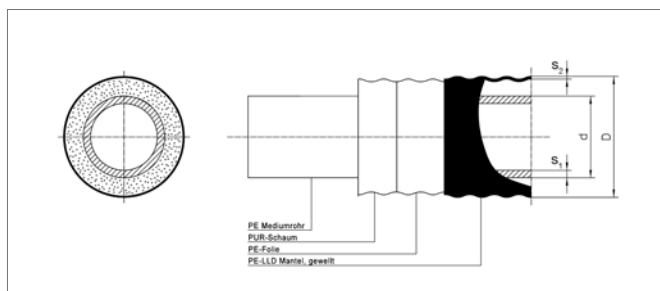 S₂
d
D
S₁
PE Mediumrohr
PUR-Schaum
PE-Folie
PE-LLD Mantel, gewellt